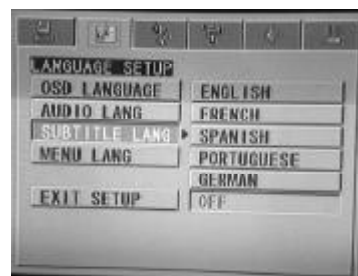 LANGUAGE SETUP
OSD LANGUAGE
AUDIO LANG
SUBTITLE LANG
MENU LANG
EXIT SETUP
ENGLISH
FRENCH
SPANISH
PORTUGUESE
GERMAN
OFF